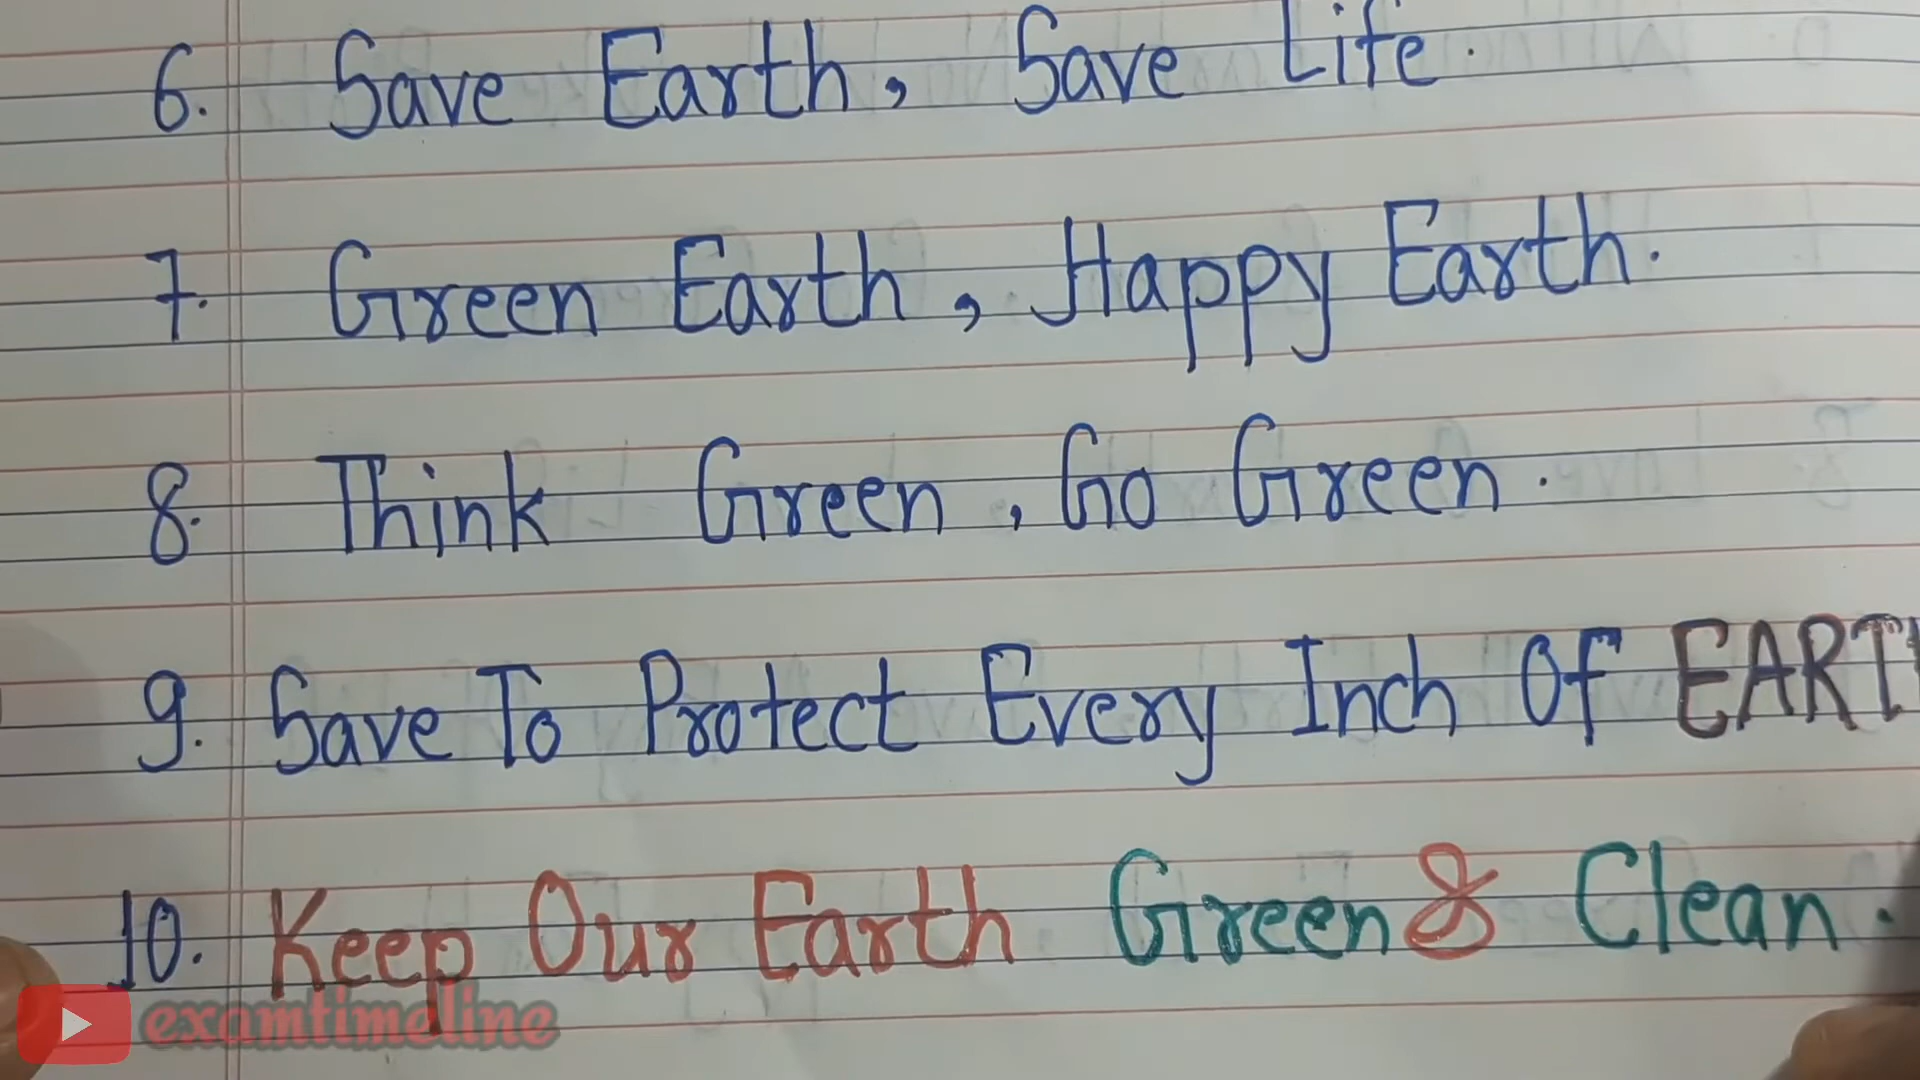 6. Save Earth, Save Life.
7. Green Earth, Happy Earth.
8. Think Green, Go Green.
9. Save To Protect Every Inch Of EARTH
10. Keep Our Earth Green & Clean.
examtimeline